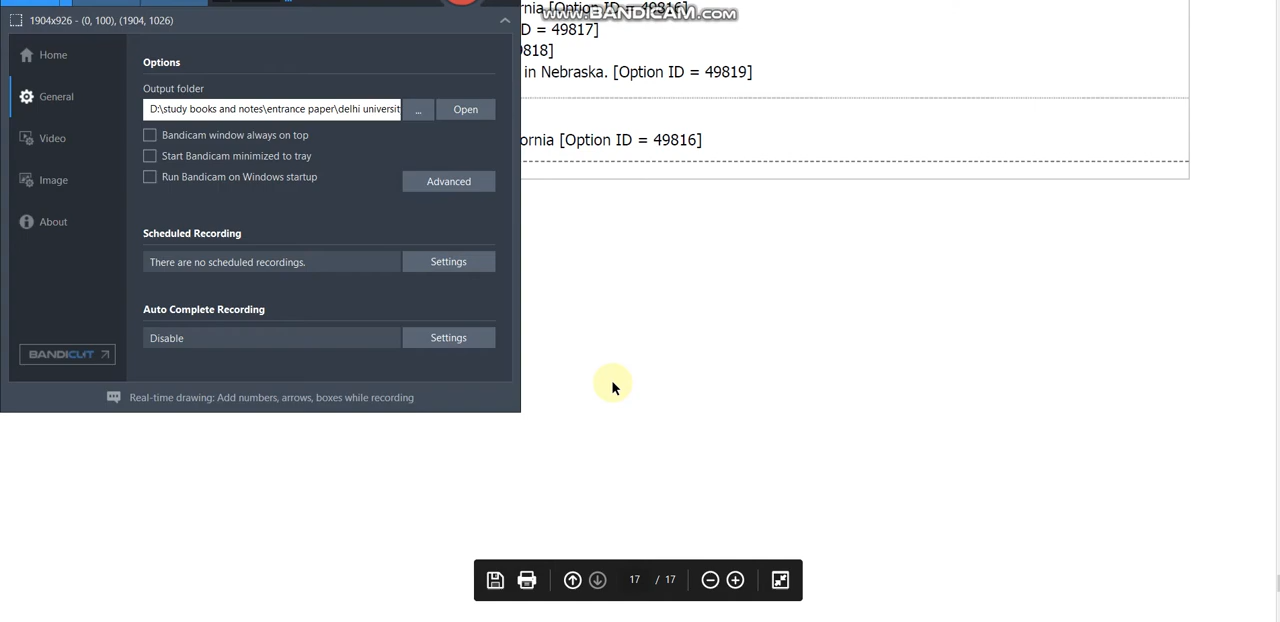 1904x926 - (0, 100), (1904, 1026)
Home
General
Video
Image
About
BANDICUT
Options
Output folder
D:\study books and notes\entrance paper\delhi universit
...
Open
Bandicam window always on top
Start Bandicam minimized to tray
Run Bandicam on Windows startup
Advanced
Scheduled Recording
There are no scheduled recordings.
Settings
Auto Complete Recording
Disable
Settings
Real-time drawing: Add numbers, arrows, boxes while recording
www.BANDICAM.com
rnia [Option ID = 49816]
D = 49817]
9818]
in Nebraska. [Option ID = 49819]
ornia [Option ID = 49816]
17 / 17